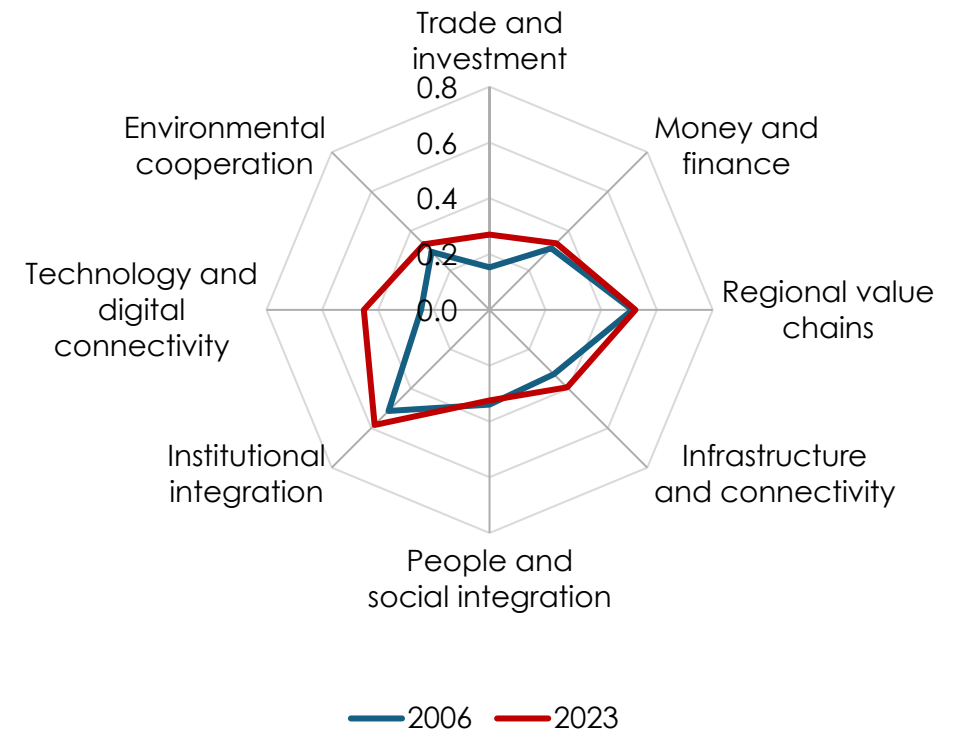 Trade and
investment
0.8
0.6
0.4
0.2
0.0
Money and
finance
Regional value
chains
Infrastructure
and connectivity
People and
social integration
Institutional
integration
Technology and
digital
connectivity
Environmental
cooperation
2006
2023